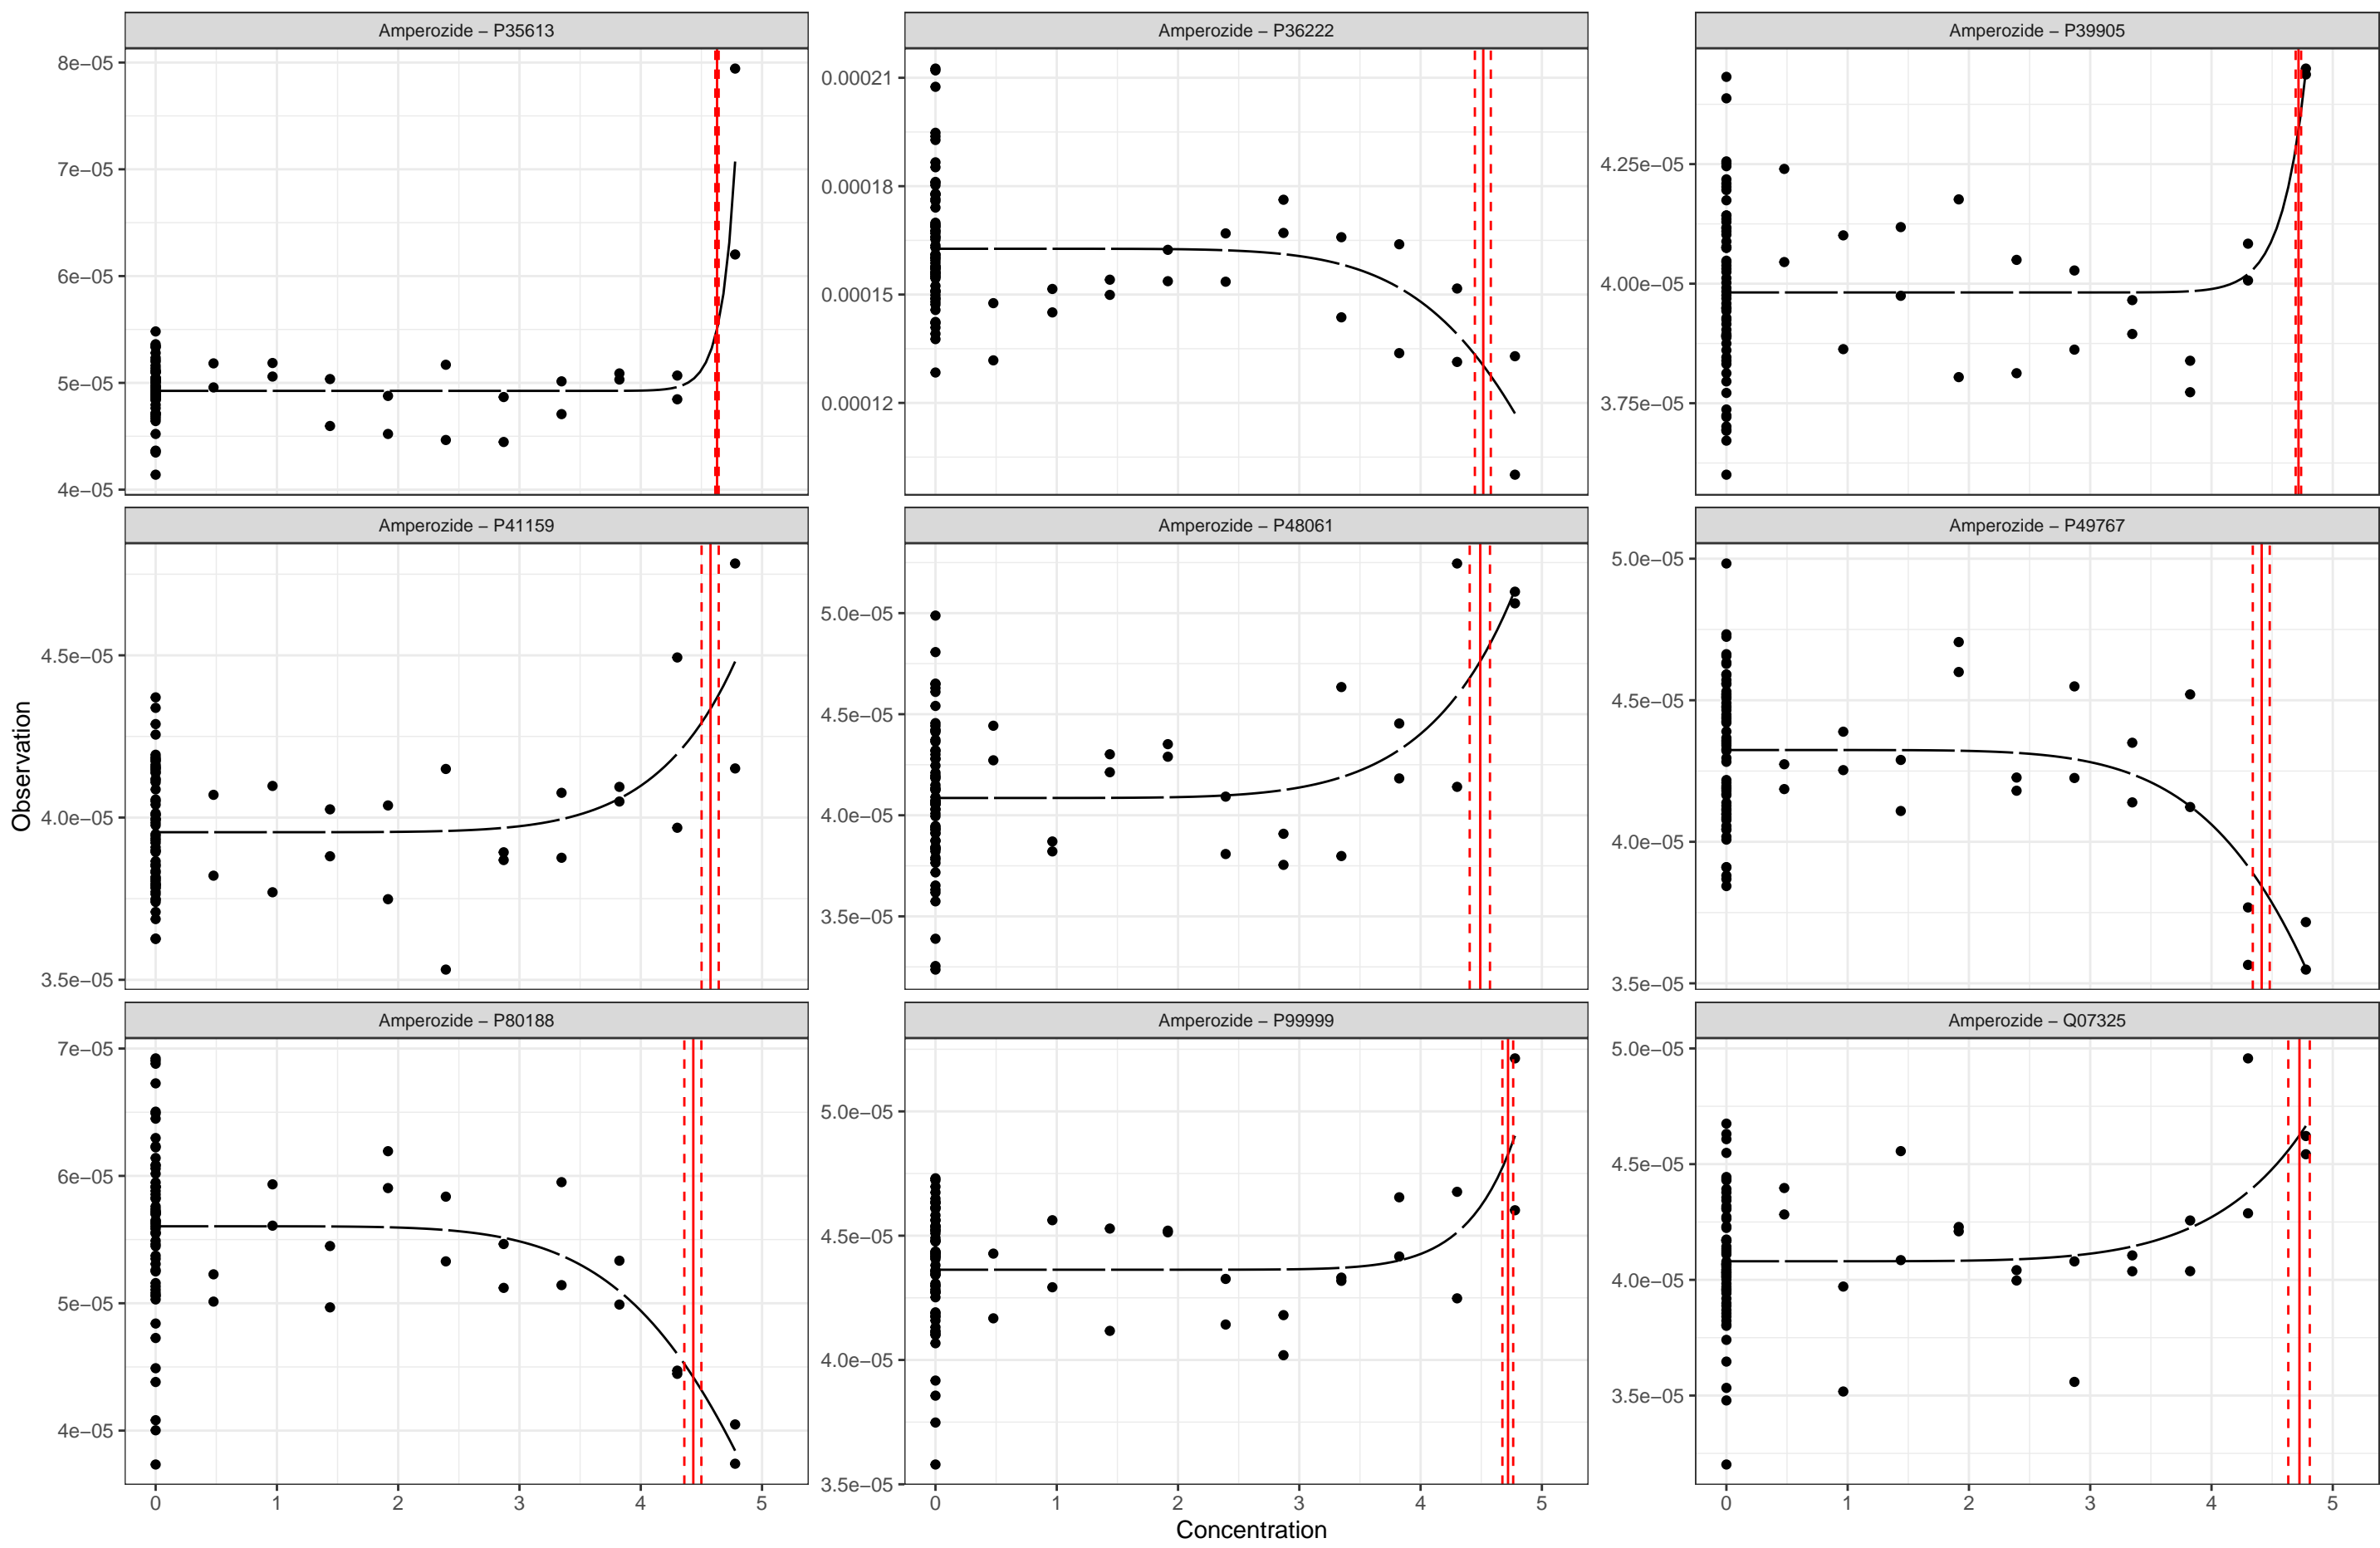 Amperozide − P35613
Amperozide − P36222
Amperozide − P39905
8e−05
7e−05
6e−05
5e−05
4e−05
0.00021
0.00018
0.00015
0.00012
4.25e−05
4.00e−05
3.75e−05
Amperozide − P41159
Amperozide − P48061
Amperozide − P49767
4.5e−05
4.0e−05
3.5e−05
5.0e−05
4.5e−05
4.0e−05
3.5e−05
5.0e−05
4.5e−05
4.0e−05
3.5e−05
Observation
Amperozide − P80188
Amperozide − P99999
Amperozide − Q07325
7e−05
6e−05
5e−05
4e−05
5.0e−05
4.5e−05
4.0e−05
3.5e−05
5.0e−05
4.5e−05
4.0e−05
3.5e−05
0 1 2 3 4 5
0 1 2 3 4 5
0 1 2 3 4 5
Concentration